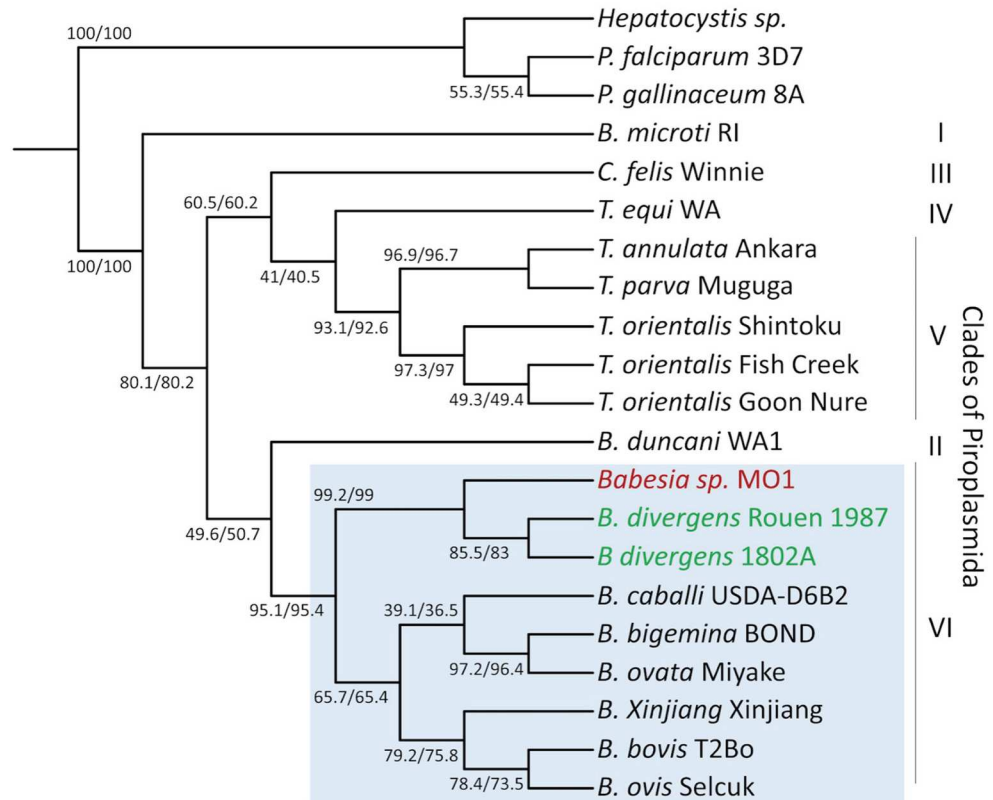 100/100
Hepatocystis sp.
P. falciparum 3D7
55.3/55.4
P. gallinaceum 8A
B. microti RI
I
C. felis Winnie
III
60.5/60.2
T. equi WA
IV
100/100
41/40.5
96.9/96.7
T. annulata Ankara
T. parva Muguga
93.1/92.6
T. orientalis Shintoku
V
97.3/97
T. orientalis Fish Creek
80.1/80.2
49.3/49.4
T. orientalis Goon Nure
B. duncani WA1
II
Clades of Piroplasmida
99.2/99
Babesia sp. MO1
B. divergens Rouen 1987
49.6/50.7
85.5/83
B divergens 1802A
95.1/95.4
39.1/36.5
B. caballi USDA-D6B2
B. bigemina BOND
VI
97.2/96.4
B. ovata Miyake
65.7/65.4
B. Xinjiang Xinjiang
79.2/75.8
B. bovis T2Bo
78.4/73.5
B. ovis Selcuk